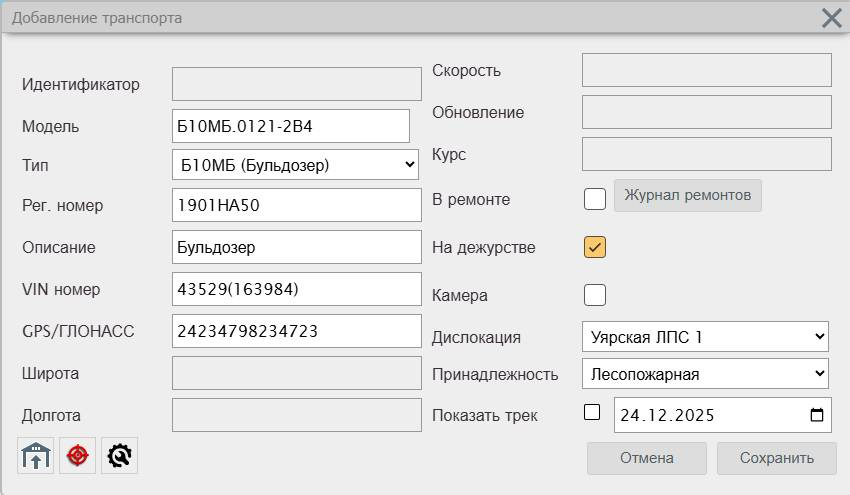 Добавление транспорта
Идентификатор
Модель Б10МБ.0121-2В4
Тип Б10МБ (Бульдозер)
Рег. номер 1901НА50
Описание Бульдозер
VIN номер 43529(163984)
GPS/ГЛОНАСС 24234798234723
Широта
Долгота
Скорость
Обновление
Курс
В ремонте Журнал ремонтов
На дежурстве
Камера
Дислокация Уярская ЛПС 1
Принадлежность Лесопожарная
Показать трек 24.12.2025
Отмена Сохранить